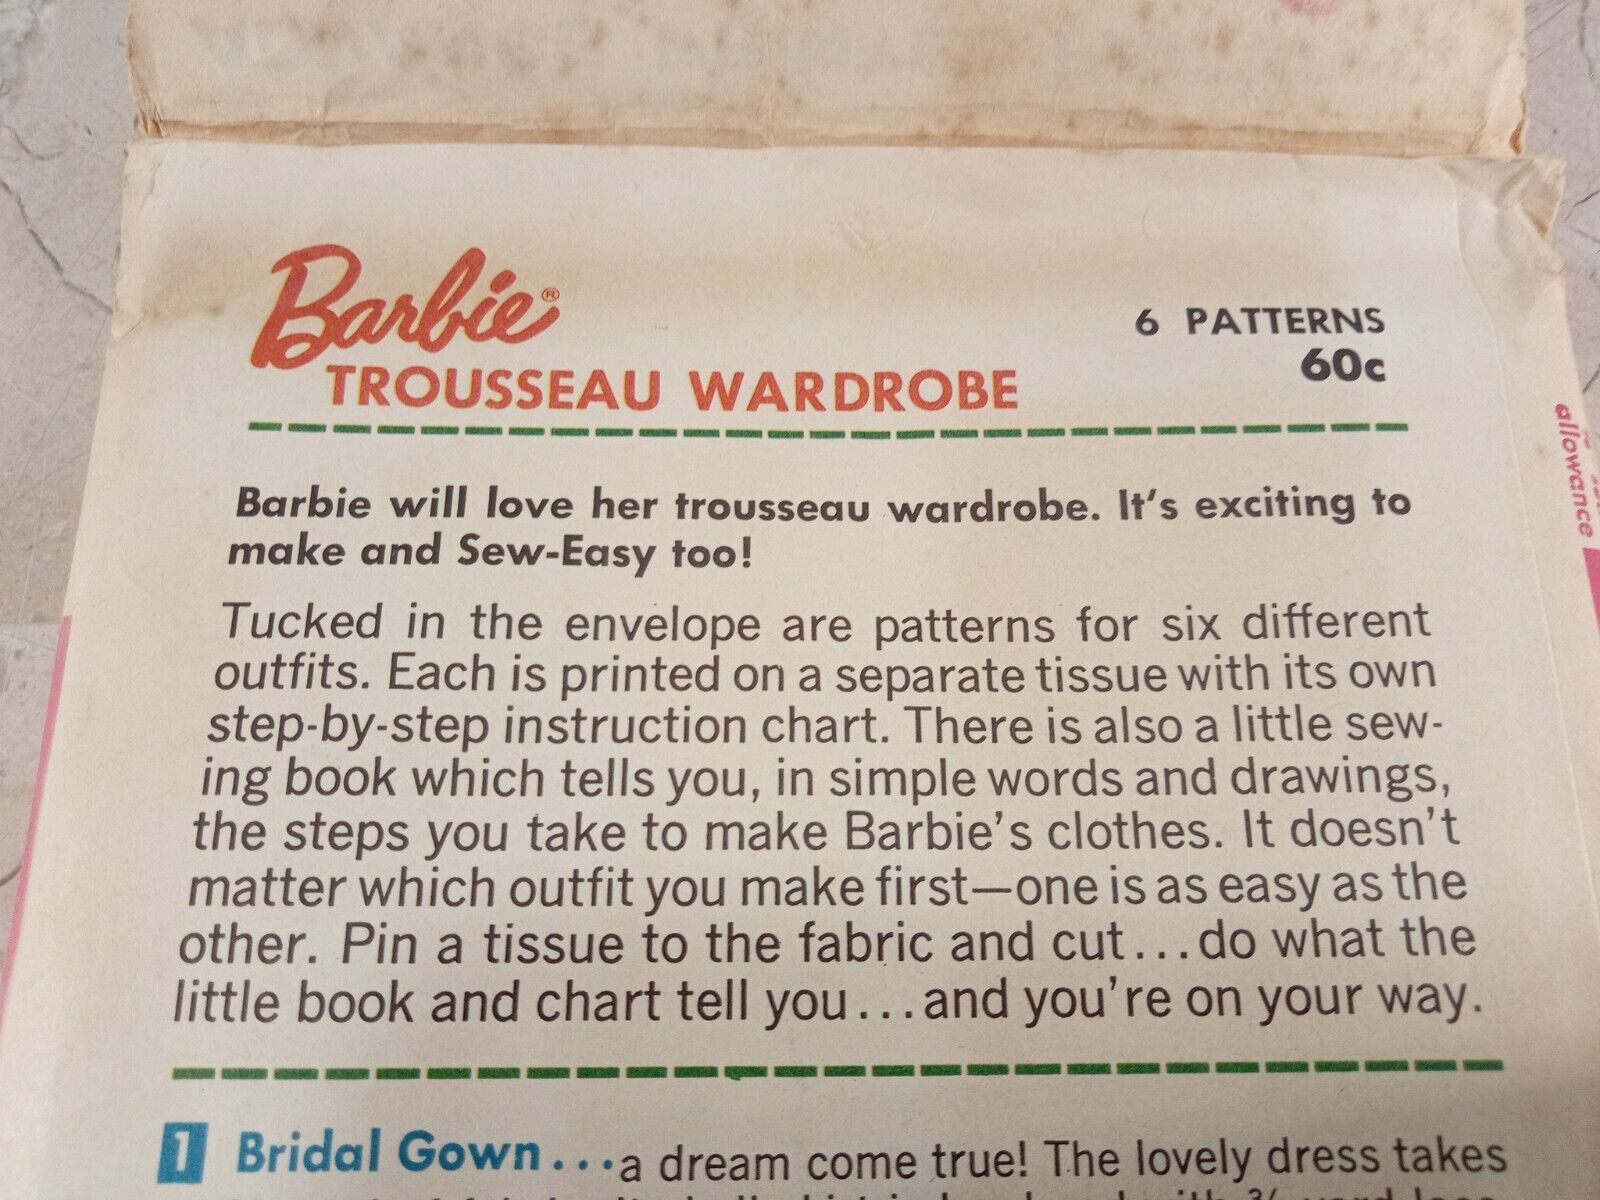 Barbie®
TROUSSEAU WARDROBE
6 PATTERNS
60c
Barbie will love her trousseau wardrobe. It's exciting to
make and Sew-Easy too!
Tucked in the envelope are patterns for six different
outfits. Each is printed on a separate tissue with its own
step-by-step instruction chart. There is also a little sew-
ing book which tells you, in simple words and drawings,
the steps you take to make Barbie's clothes. It doesn't
matter which outfit you make first—one is as easy as the
other. Pin a tissue to the fabric and cut...do what the
little book and chart tell you...and you're on your way.
1 Bridal Gown...a dream come true! The lovely dress takes
allowance